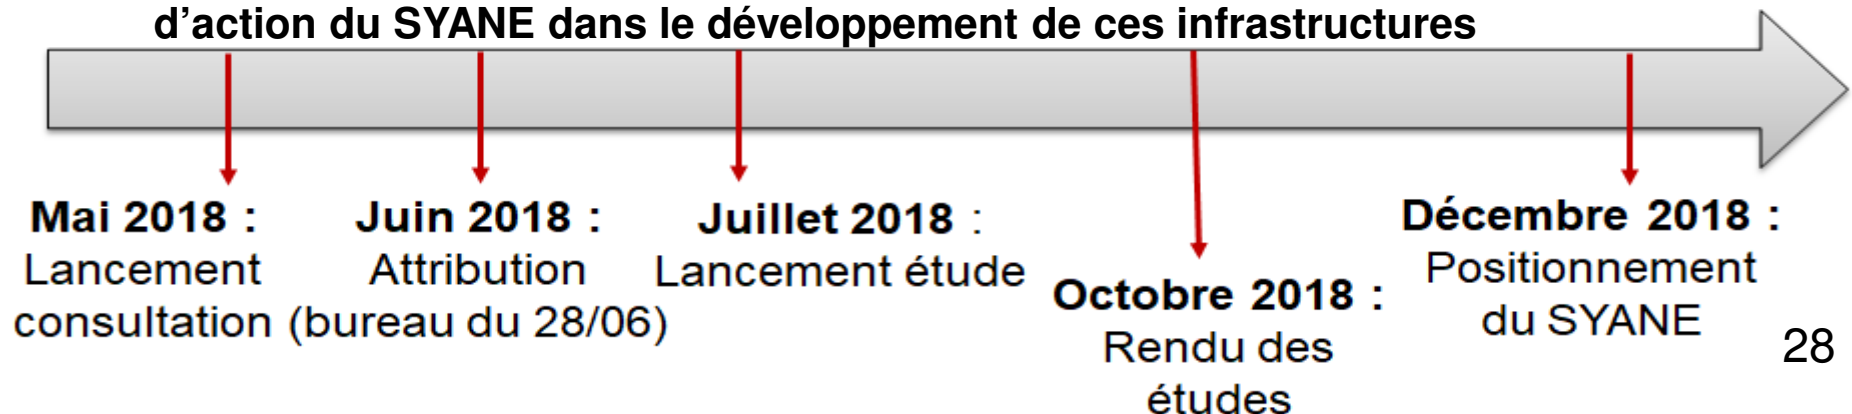 d’action du SYANE dans le développement de ces infrastructures
Mai 2018 :
Lancement
consultation
Juin 2018 :
Attribution
(bureau du 28/06)
Juillet 2018 :
Lancement étude
Octobre 2018 :
Rendu des
études
Décembre 2018 :
Positionnement
du SYANE
28